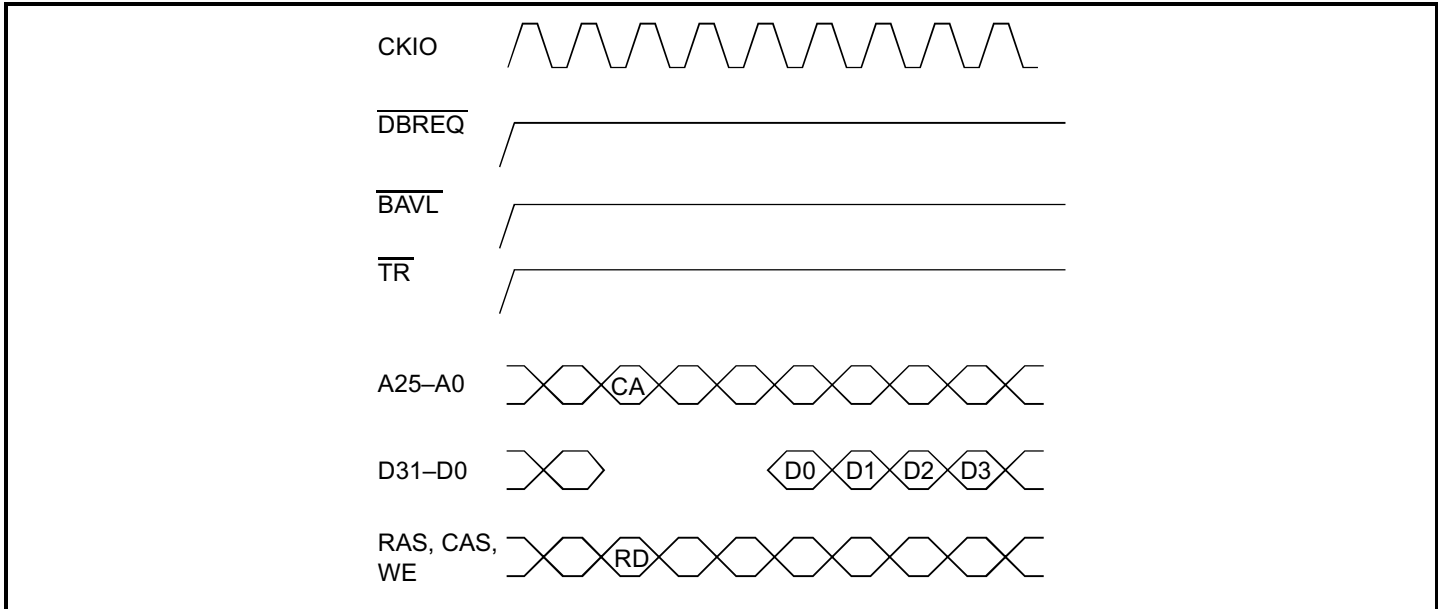 CKIO
DBREQ
BAVL
TR
A25–A0
CA
D31–D0
D0 D1 D2 D3
RAS, CAS,
WE
RD